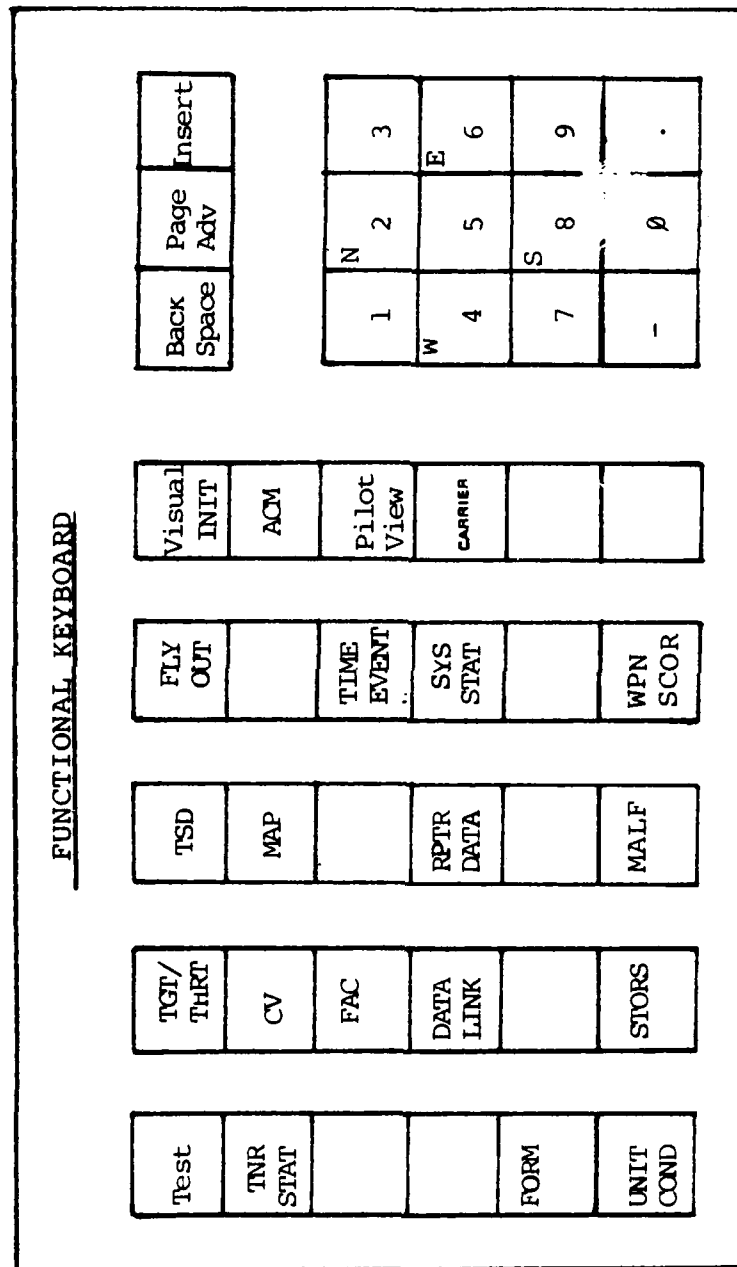 FUNCTIONAL KEYBOARD
Test
TNR
STAT
FORM
UNIT
COND
TGT/
THRT
CV
FAC
DATA
LINK
STORS
TSD
MAP
RPTR
DATA
MALF
FLY
OUT
TIME
EVENT
SYS
STAT
WPN
SCOR
Visual
INIT
ACM
Pilot
View
CARRIER
Back
Space
Page
Adv
Insert
1
N 2
3
W 4
5
E 6
7
S 8
9
-
Ø
.